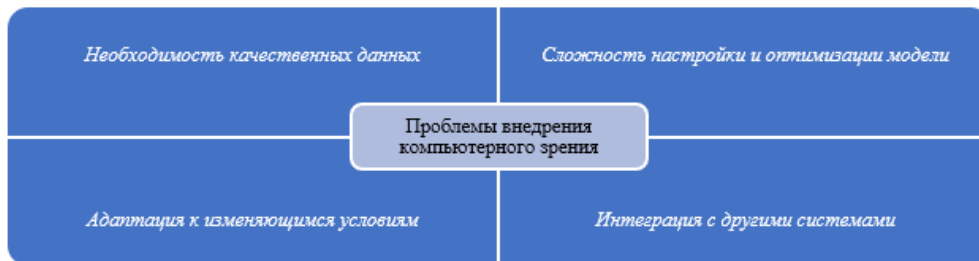 Необходимость качественных данных
Сложность настройки и оптимизации модели
Проблемы внедрения
компьютерного зрения
Адаптация к изменяющимся условиям
Интеграция с другими системами